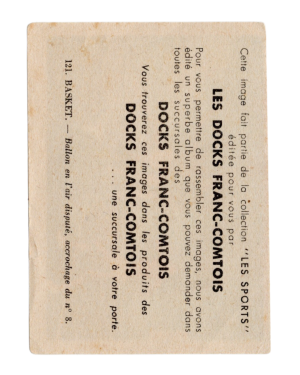 Cette image fait partie de la collection "LES SPORTS"
éditée pour vous par
LES DOCKS FRANC-COMTOIS
Pour vous permettre de rassembler ces images, nous avons
édité un superbe album que vous pouvez demander dans
toutes les succursales des
DOCKS FRANC-COMTOIS
Vous trouverez ces images dans les produits des
DOCKS FRANC-COMTOIS
. . . . une succursale à votre porte.
121. BASKET. — Ballon en l'air disputé, accrochage du n° 8.